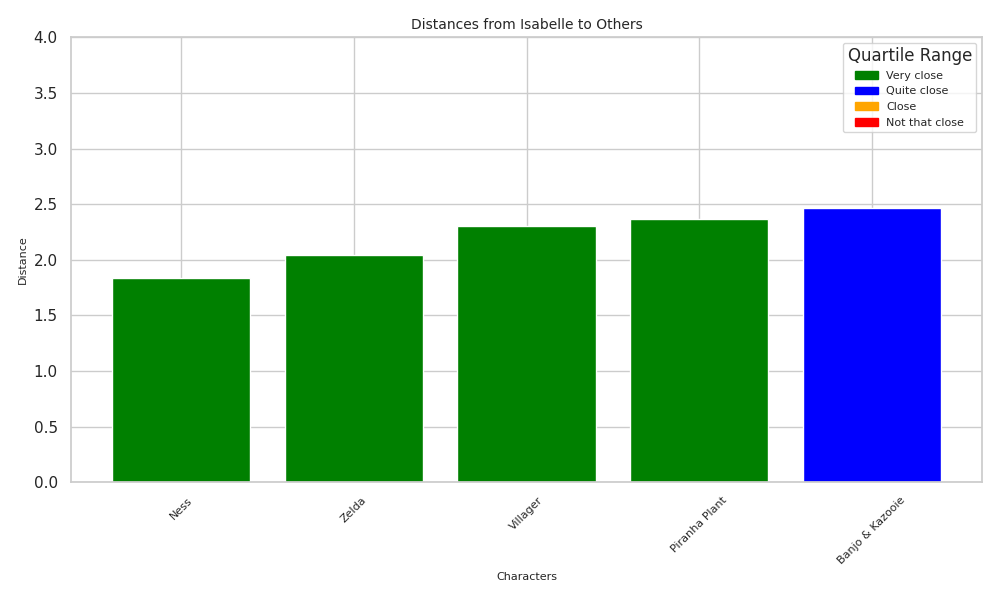 Distances from Isabelle to Others
Quartile Range
Very close
Quite close
Close
Not that close
Distance
4.0
3.5
3.0
2.5
2.0
1.5
1.0
0.5
0.0
Ness
Zelda
Villager
Piranha Plant
Banjo & Kazooie
Characters